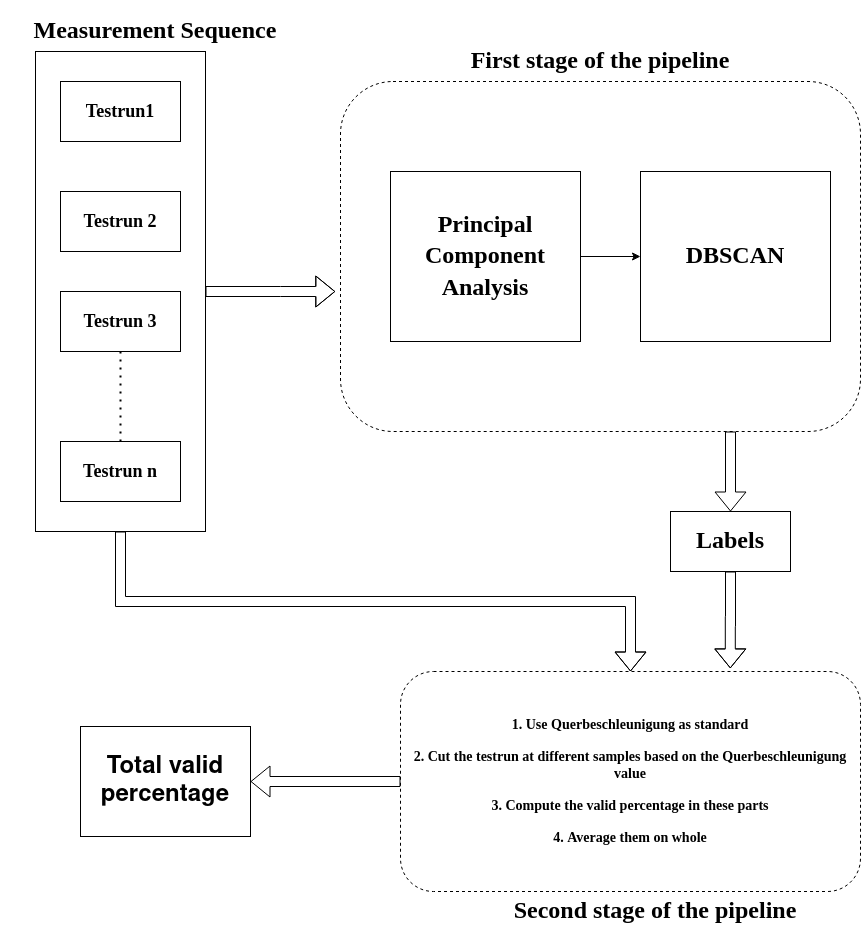 Measurement Sequence
First stage of the pipeline
Testrun1
Testrun 2
Testrun 3
Testrun n
Principal
Component
Analysis
DBSCAN
Labels
1. Use Querbeschleunigung as standard
2. Cut the testrun at different samples based on the Querbeschleunigung
value
3. Compute the valid percentage in these parts
4. Average them on whole
Total valid
percentage
Second stage of the pipeline